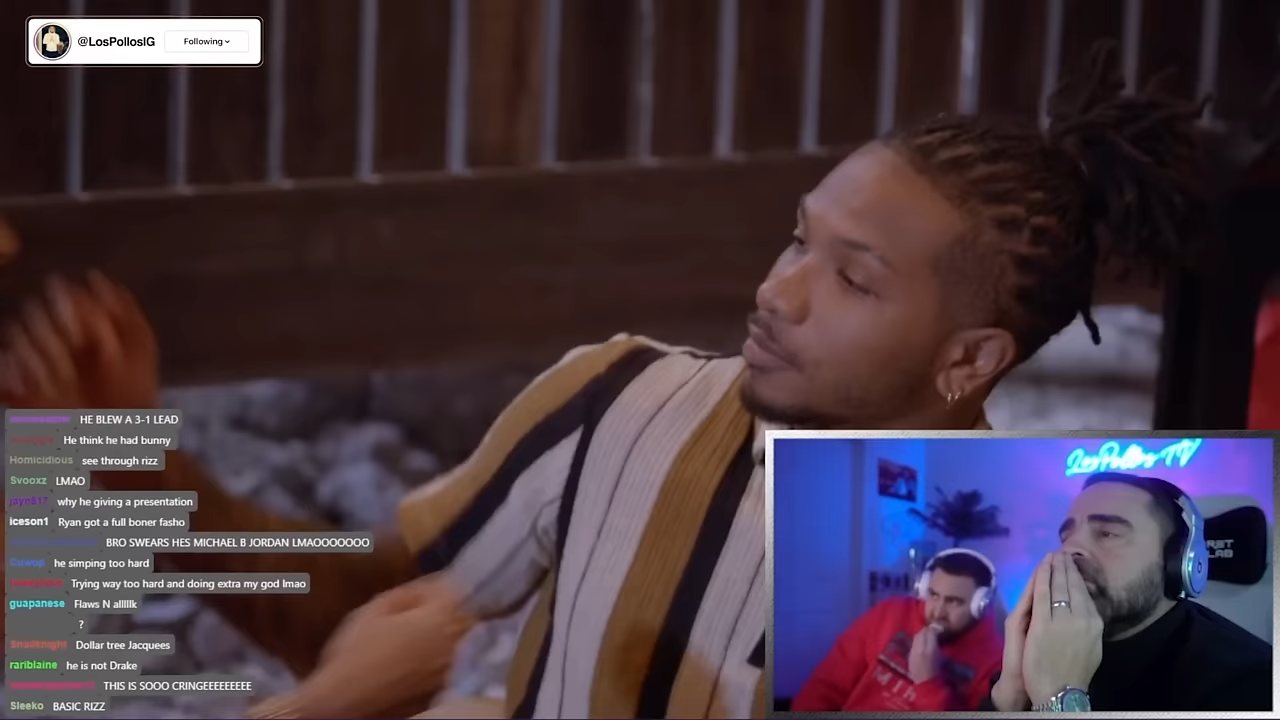 @LosPollosIG
Following
LosPollos TV
HE BLEW A 3-1 LEAD
He think he had bunny
Homicidious see through rizz
Svooxz LMAO
why he giving a presentation
iceson1 Ryan got a full boner fasho
BRO SWEARS HES MICHAEL B JORDAN LMAOOOOOOO
he simping too hard
Trying way too hard and doing extra my god lmao
guapanese Flaws N alllllk
?
Dollar tree Jacquees
rariblaine he is not Drake
THIS IS SOOO CRINGEEEEEEEEE
Sleeko BASIC RIZZ